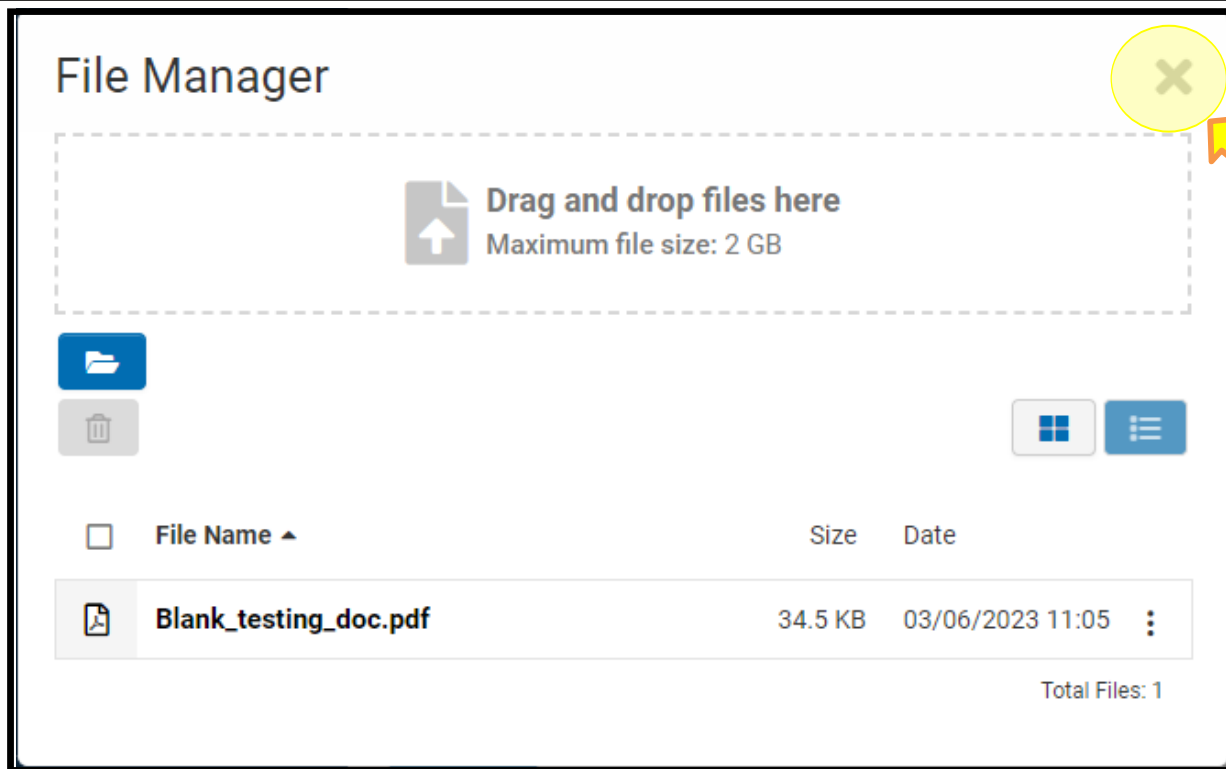 File Manager
Drag and drop files here
Maximum file size: 2 GB
File Name Size Date
Blank_testing_doc.pdf 34.5 KB 03/06/2023 11:05
Total Files: 1